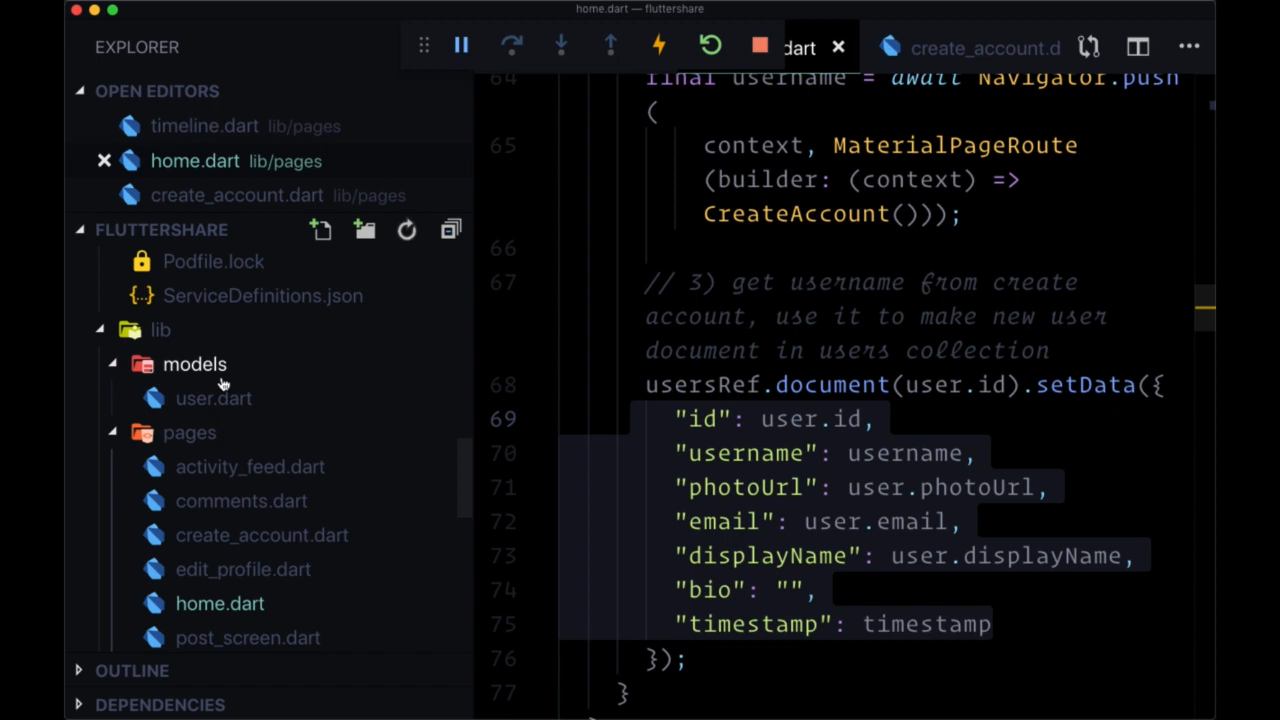 home.dart — fluttershare
EXPLORER
dart
create_account.d
OPEN EDITORS
timeline.dart lib/pages
home.dart lib/pages
create_account.dart lib/pages
FLUTTERSHARE
Podfile.lock
{..} ServiceDefinitions.json
lib
models
user.dart
pages
activity_feed.dart
comments.dart
create_account.dart
edit_profile.dart
home.dart
post_screen.dart
OUTLINE
DEPENDENCIES
64 final username = await Navigator.push
(
65 context, MaterialPageRoute
(builder: (context) =>
CreateAccount()));
66
67 // 3) get username from create
account, use it to make new user
document in users collection
68 usersRef.document(user.id).setData({
69 "id": user.id,
70 "username": username,
71 "photoUrl": user.photoUrl,
72 "email": user.email,
73 "displayName": user.displayName,
74 "bio": "",
75 "timestamp": timestamp
76 });
77 }